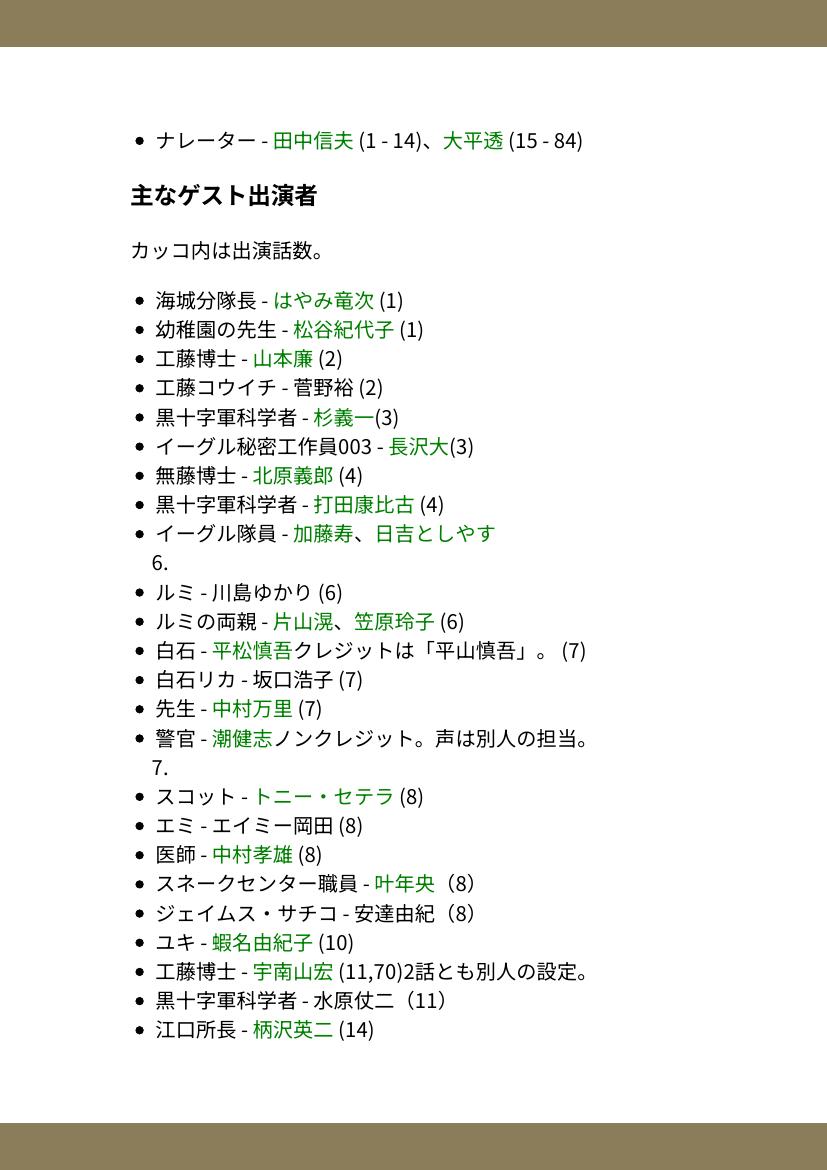 ナレーター - 田中信夫 (1 - 14)、大平透 (15 - 84)
主なゲスト出演者
カッコ内は出演話数。
海城分隊長 - はやみ竜次 (1)
幼稚園の先生 - 松谷紀代子 (1)
工藤博士 - 山本廉 (2)
工藤コウイチ - 菅野裕 (2)
黒十字軍科学者 - 杉義一(3)
イーグル秘密工作員003 - 長沢大(3)
無藤博士 - 北原義郎 (4)
黒十字軍科学者 - 打田康比古 (4)
イーグル隊員 - 加藤寿、日吉としやす
6.
ルミ - 川島ゆかり (6)
ルミの両親 - 片山滉、笠原玲子 (6)
白石 - 平松慎吾クレジットは「平山慎吾」。 (7)
白石リカ - 坂口浩子 (7)
先生 - 中村万里 (7)
警官 - 潮健志ノンクレジット。声は別人の担当。
7.
スコット - トニー・セテラ (8)
エミ - エイミー岡田 (8)
医師 - 中村孝雄 (8)
スネークセンター職員 - 叶年央（8）
ジェイムス・サチコ - 安達由紀（8）
ユキ - 蝦名由紀子 (10)
工藤博士 - 宇南山宏 (11,70)2話とも別人の設定。
黒十字軍科学者 - 水原仗二（11）
江口所長 - 柄沢英二 (14)